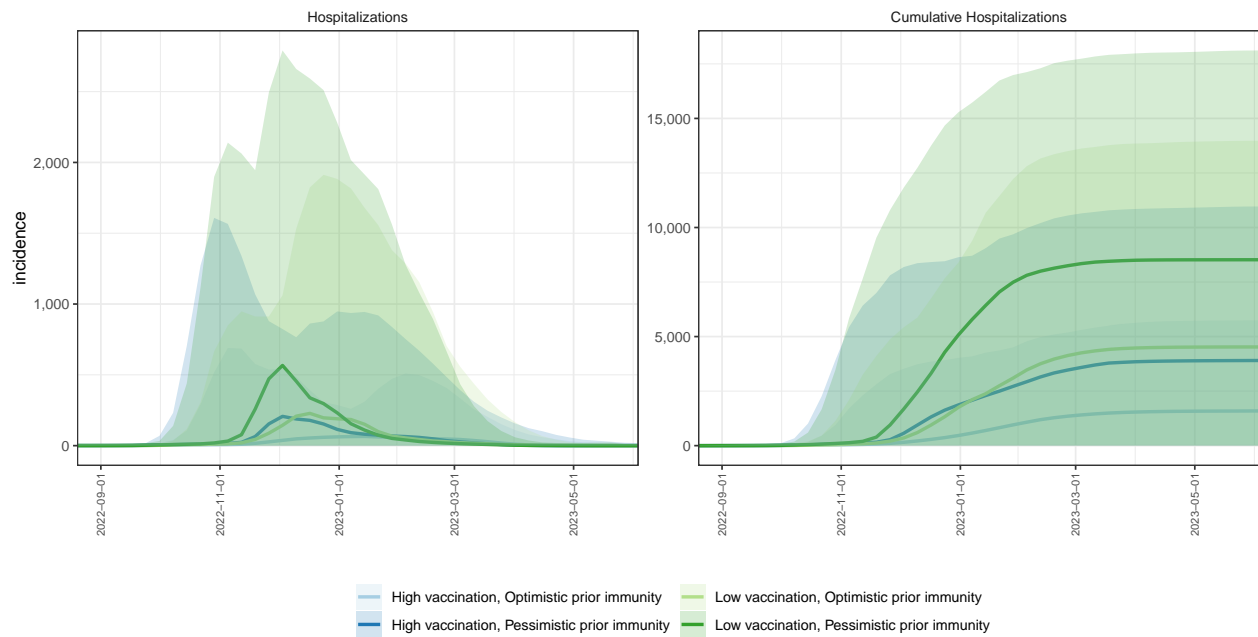 Hospitalizations
Cumulative Hospitalizations
incidence
2,000
1,000
0
15,000
10,000
5,000
0
2022−09−01
2022−11−01
2023−01−01
2023−03−01
2023−05−01
2022−09−01
2022−11−01
2023−01−01
2023−03−01
2023−05−01
High vaccination, Optimistic prior immunity
Low vaccination, Optimistic prior immunity
High vaccination, Pessimistic prior immunity
Low vaccination, Pessimistic prior immunity